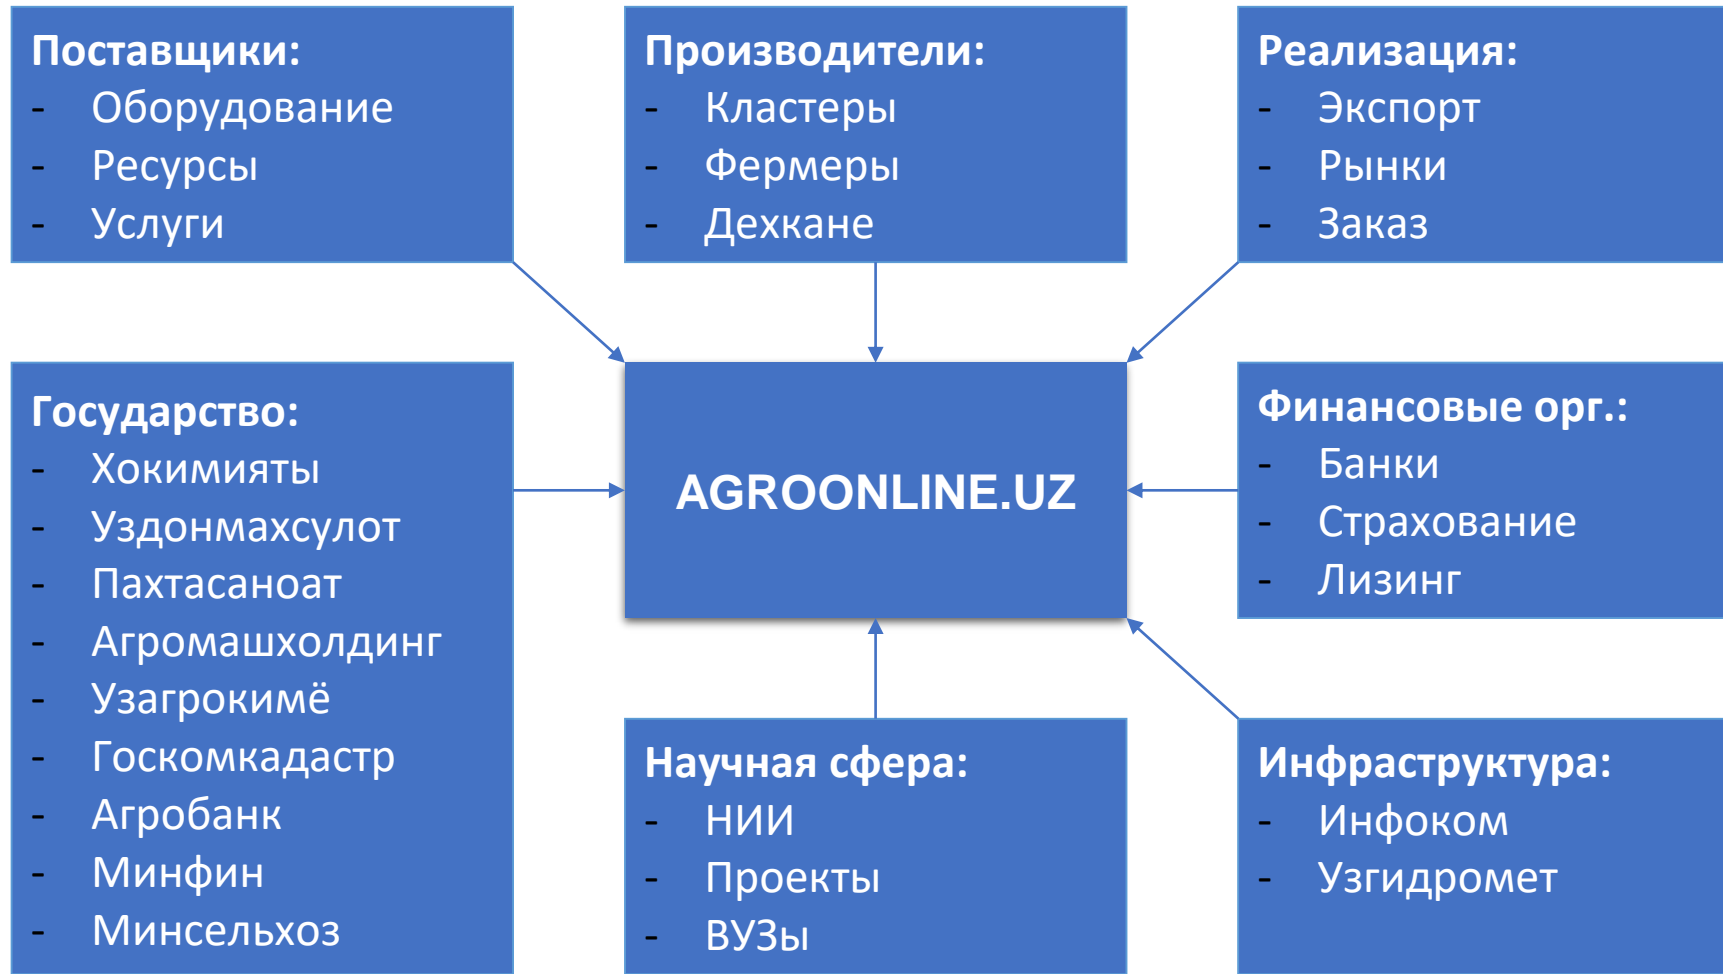 Поставщики:
- Оборудование
- Ресурсы
- Услуги
Производители:
- Кластеры
- Фермеры
- Дехкане
Реализация:
- Экспорт
- Рынки
- Заказ
Государство:
- Хокимияты
- Уздонмахсулот
- Пахтасаноат
- Агромашхолдинг
- Узагрокимё
- Госкомкадастр
- Агробанк
- Минфин
- Минсельхоз
AGROONLINE.UZ
Финансовые орг.:
- Банки
- Страхование
- Лизинг
Научная сфера:
- НИИ
- Проекты
- ВУЗы
Инфраструктура:
- Инфоком
- Узгидромет